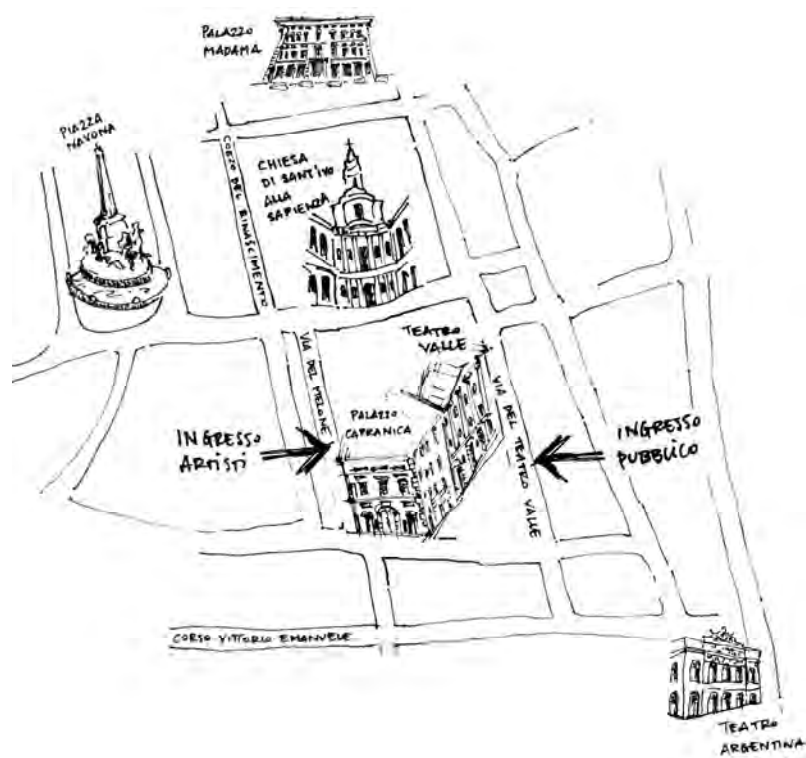 PALAZZO
MADAMA
PIAZZA
NAVONA
CORSO DEL RINASCIMENTO
CHIESA
DI SANT'IVO
ALLA
SAPIENZA
TEATRO
VALLE
VIA DEL MELONE
PALAZZO
CAPRANICA
VIA DEL TEATRO VALLE
INGRESSO
ARTISTI
INGRESSO
PUBBLICO
CORSO VITTORIO EMANUELE
TEATRO
ARGENTINA